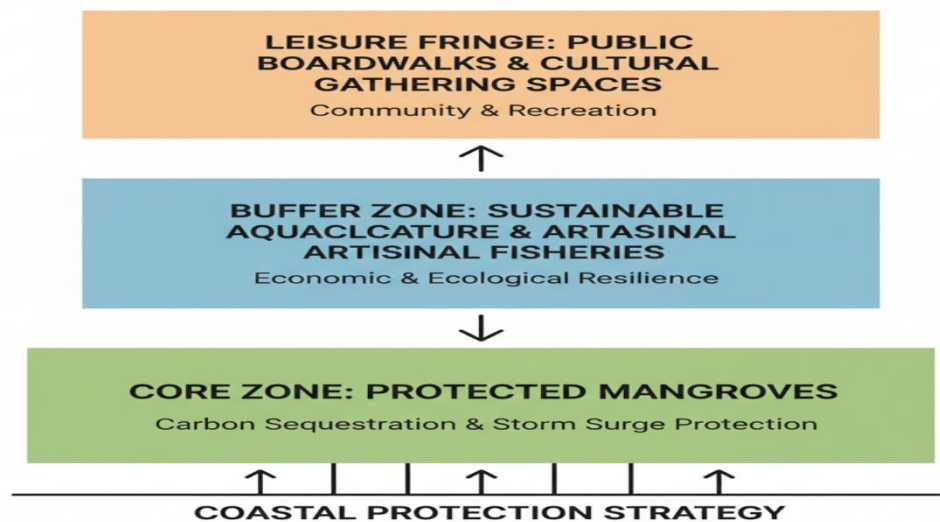 LEISURE FRINGE: PUBLIC
BOARDWALKS & CULTURAL
GATHERING SPACES
Community & Recreation
BUFFER ZONE: SUSTAINABLE
AQUACLCATURE & ARTASINAL
ARTISINAL FISHERIES
Economic & Ecological Resilience
CORE ZONE: PROTECTED MANGROVES
Carbon Sequestration & Storm Surge Protection
COASTAL PROTECTION STRATEGY